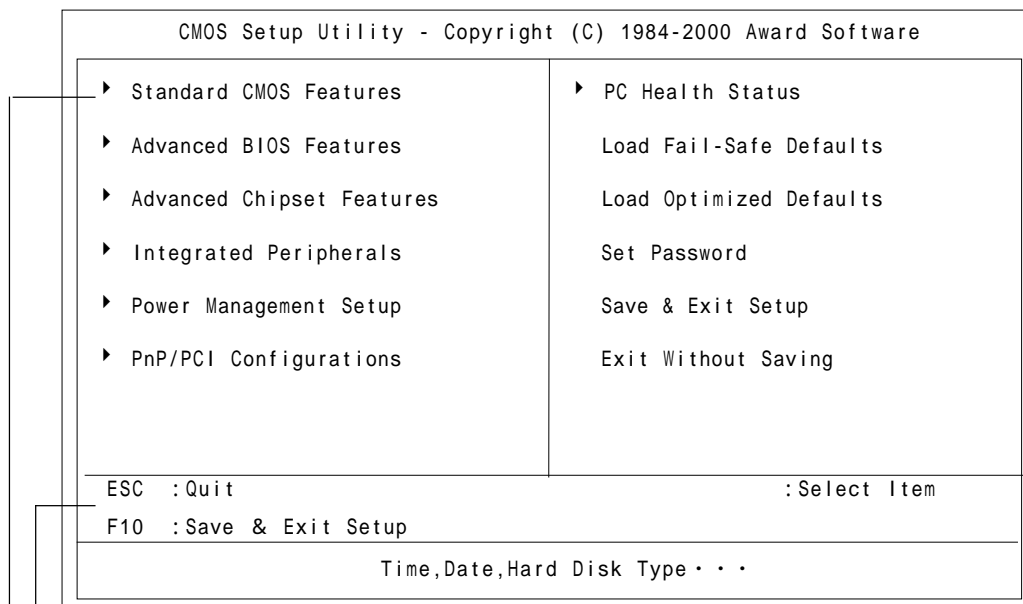 CMOS Setup Utility - Copyright (C) 1984-2000 Award Software
Standard CMOS Features
Advanced BIOS Features
Advanced Chipset Features
Integrated Peripherals
Power Management Setup
PnP/PCI Configurations
PC Health Status
Load Fail-Safe Defaults
Load Optimized Defaults
Set Password
Save & Exit Setup
Exit Without Saving
ESC :Quit :Select Item
F10 :Save & Exit Setup
Time,Date,Hard Disk Type・・・